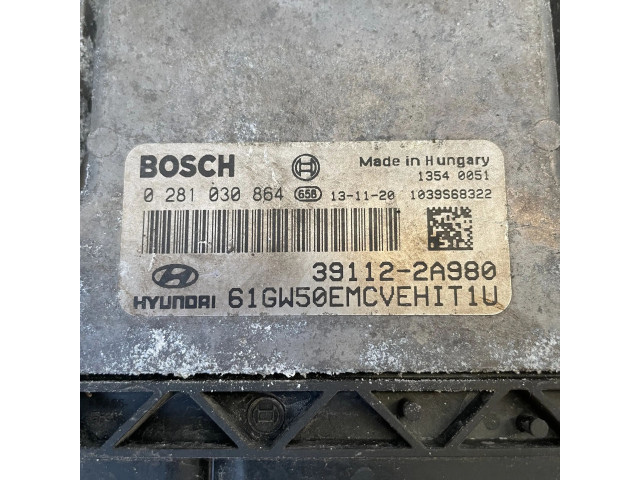 BOSCH Made in Hungary
1354 0051
0 281 030 864 658 13-11-20 1039S68322
39112-2A980
HYUNDAI 61GW50EMCVEHIT1U